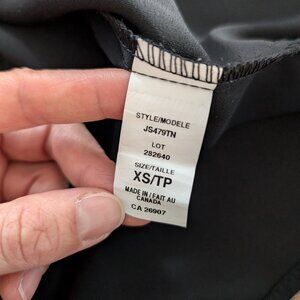 STYLE/MODELE
JS479TN
LOT
282640
SIZE/TAILLE
XS/TP
MADE IN / FAIT AU
CANADA
CA 26907